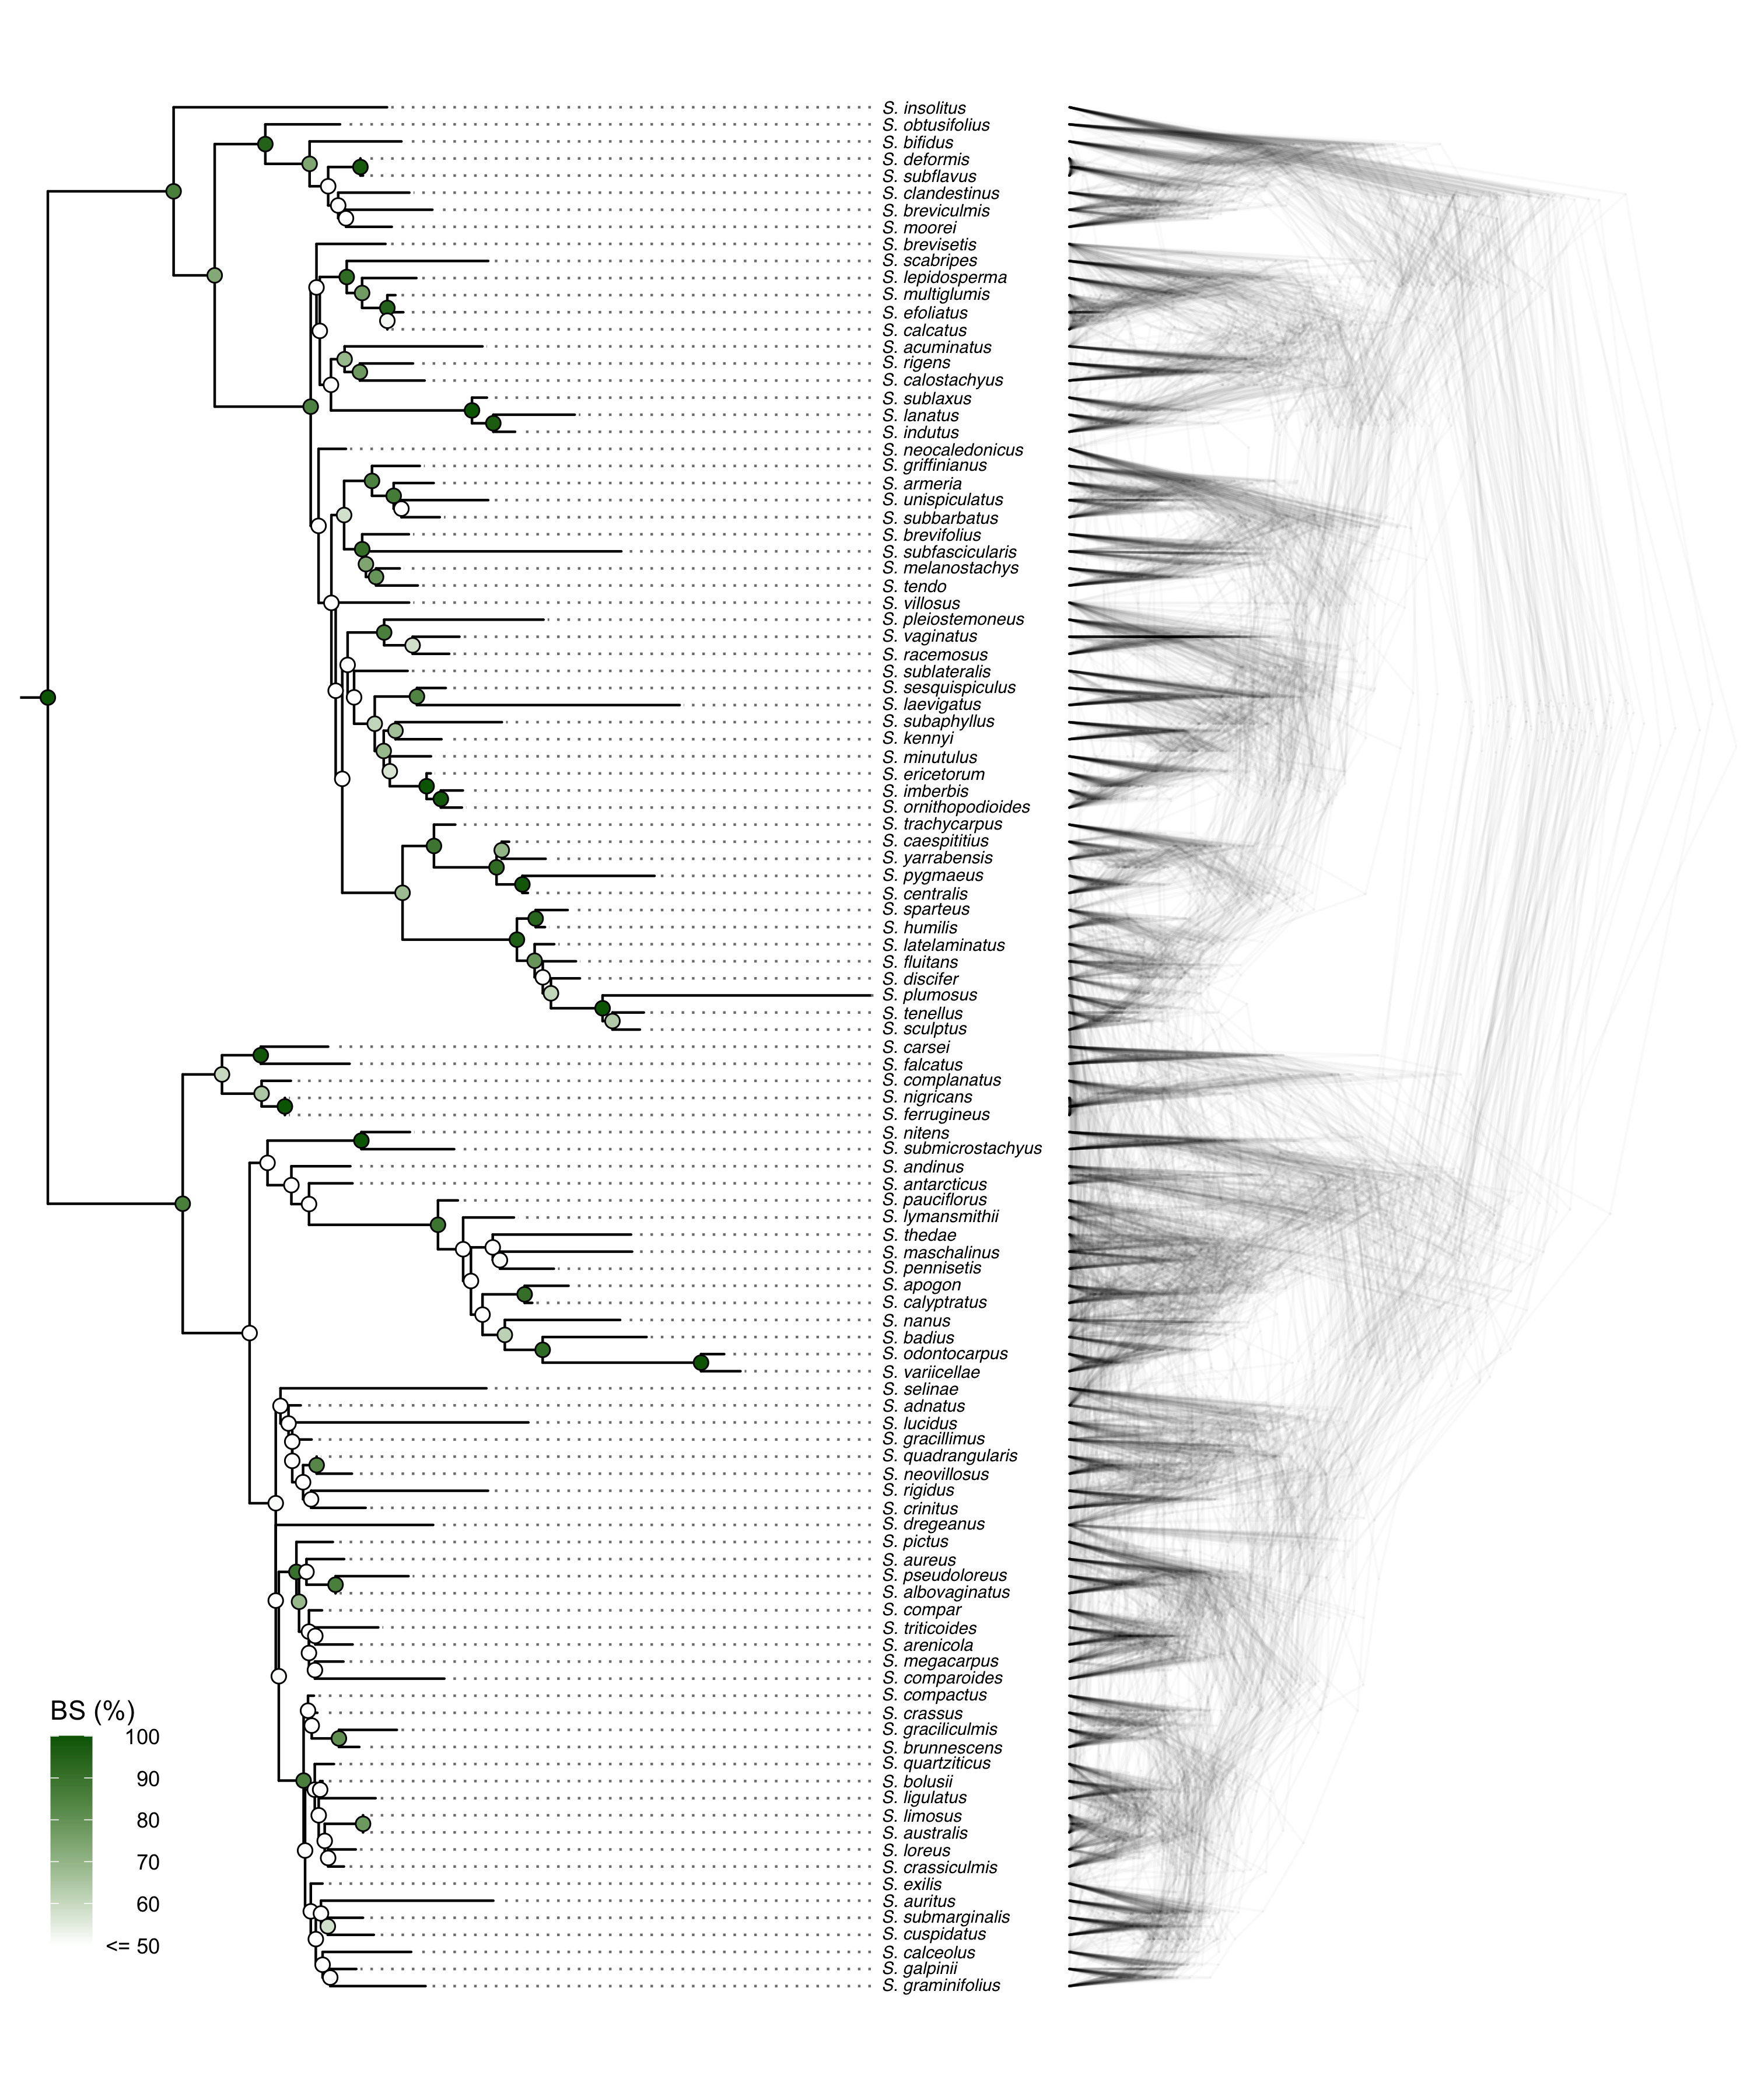 S. insolitus
S. obtusifolius
S. bifidus
S. deformis
S. subflavus
S. clandestinus
S. breviculmis
S. moorei
S. brevisetis
S. scabripes
S. lepidosperma
S. multiglumis
S. efoliatus
S. calcatus
S. acuminatus
S. rigens
S. calostachyus
S. sublaxus
S. lanatus
S. indutus
S. neocaledonicus
S. griffinianus
S. armeria
S. unispiculatus
S. subbarbatus
S. brevifolius
S. subfascicularis
S. melanostachys
S. tendo
S. villosus
S. pleiostemoneus
S. vaginatus
S. racemosus
S. sublateralis
S. sesquispiculus
S. laevigatus
S. subaphyllus
S. kennyi
S. minutulus
S. ericetorum
S. imberbis
S. ornithopodioides
S. trachycarpus
S. caespititius
S. yarrabensis
S. pygmaeus
S. centralis
S. sparteus
S. humilis
S. latelaminatus
S. fluitans
S. discifer
S. plumosus
S. tenellus
S. sculptus
S. carsei
S. falcatus
S. complanatus
S. nigricans
S. ferrugineus
S. nitens
S. submicrostachyus
S. andinus
S. antarcticus
S. pauciflorus
S. lymansmithii
S. thedae
S. maschalinus
S. pennisetis
S. apogon
S. calyptratus
S. nanus
S. badius
S. odontocarpus
S. variicellae
S. selinae
S. adnatus
S. lucidus
S. gracillimus
S. quadrangularis
S. neovillosus
S. rigidus
S. crinitus
S. dregeanus
S. pictus
S. aureus
S. pseudoloreus
S. albovaginatus
S. compar
S. triticoides
S. arenicola
S. megacarpus
S. comparoides
S. compactus
S. crassus
S. graciliculmis
S. brunnescens
S. quartziticus
S. bolusii
S. ligulatus
S. limosus
S. australis
S. loreus
S. crassiculmis
S. exilis
S. auritus
S. submarginalis
S. cuspidatus
S. calceolus
S. galpinii
S. graminifolius
BS (%)
100
90
80
70
60
<= 50